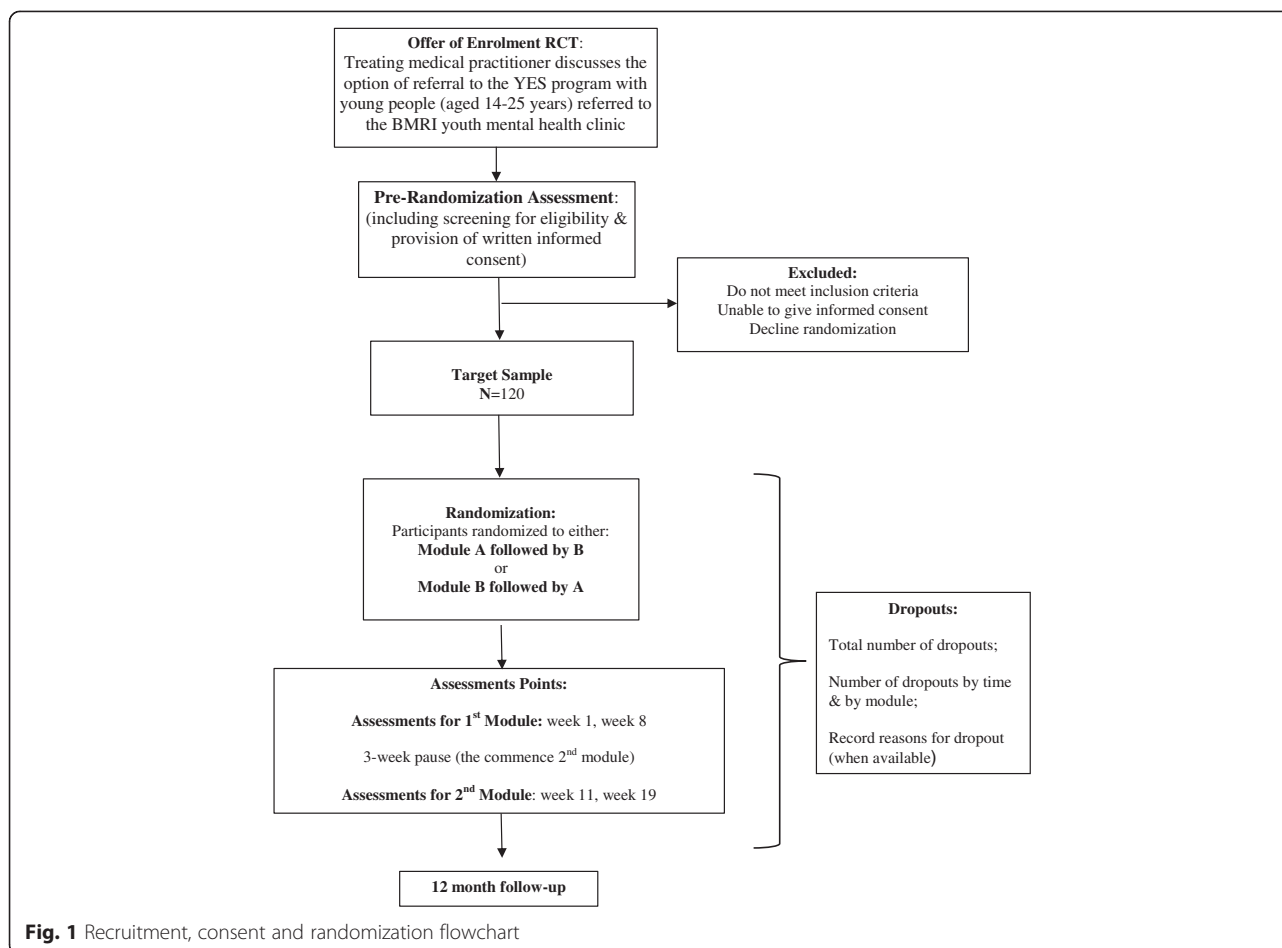 Offer of Enrolment RCT:
Treating medical practitioner discusses the
option of referral to the YES program with
young people (aged 14-25 years) referred to
the BMRI youth mental health clinic
Pre-Randomization Assessment:
(including screening for eligibility &
provision of written informed
consent)
Excluded:
Do not meet inclusion criteria
Unable to give informed consent
Decline randomization
Target Sample
N=120
Randomization:
Participants randomized to either:
Module A followed by B
or
Module B followed by A
Assessments Points:
Assessments for 1st Module: week 1, week 8
3-week pause (the commence 2nd module)
Assessments for 2nd Module: week 11, week 19
Dropouts:
Total number of dropouts;
Number of dropouts by time
& by module;
Record reasons for dropout
(when available)
12 month follow-up
Fig. 1 Recruitment, consent and randomization flowchart